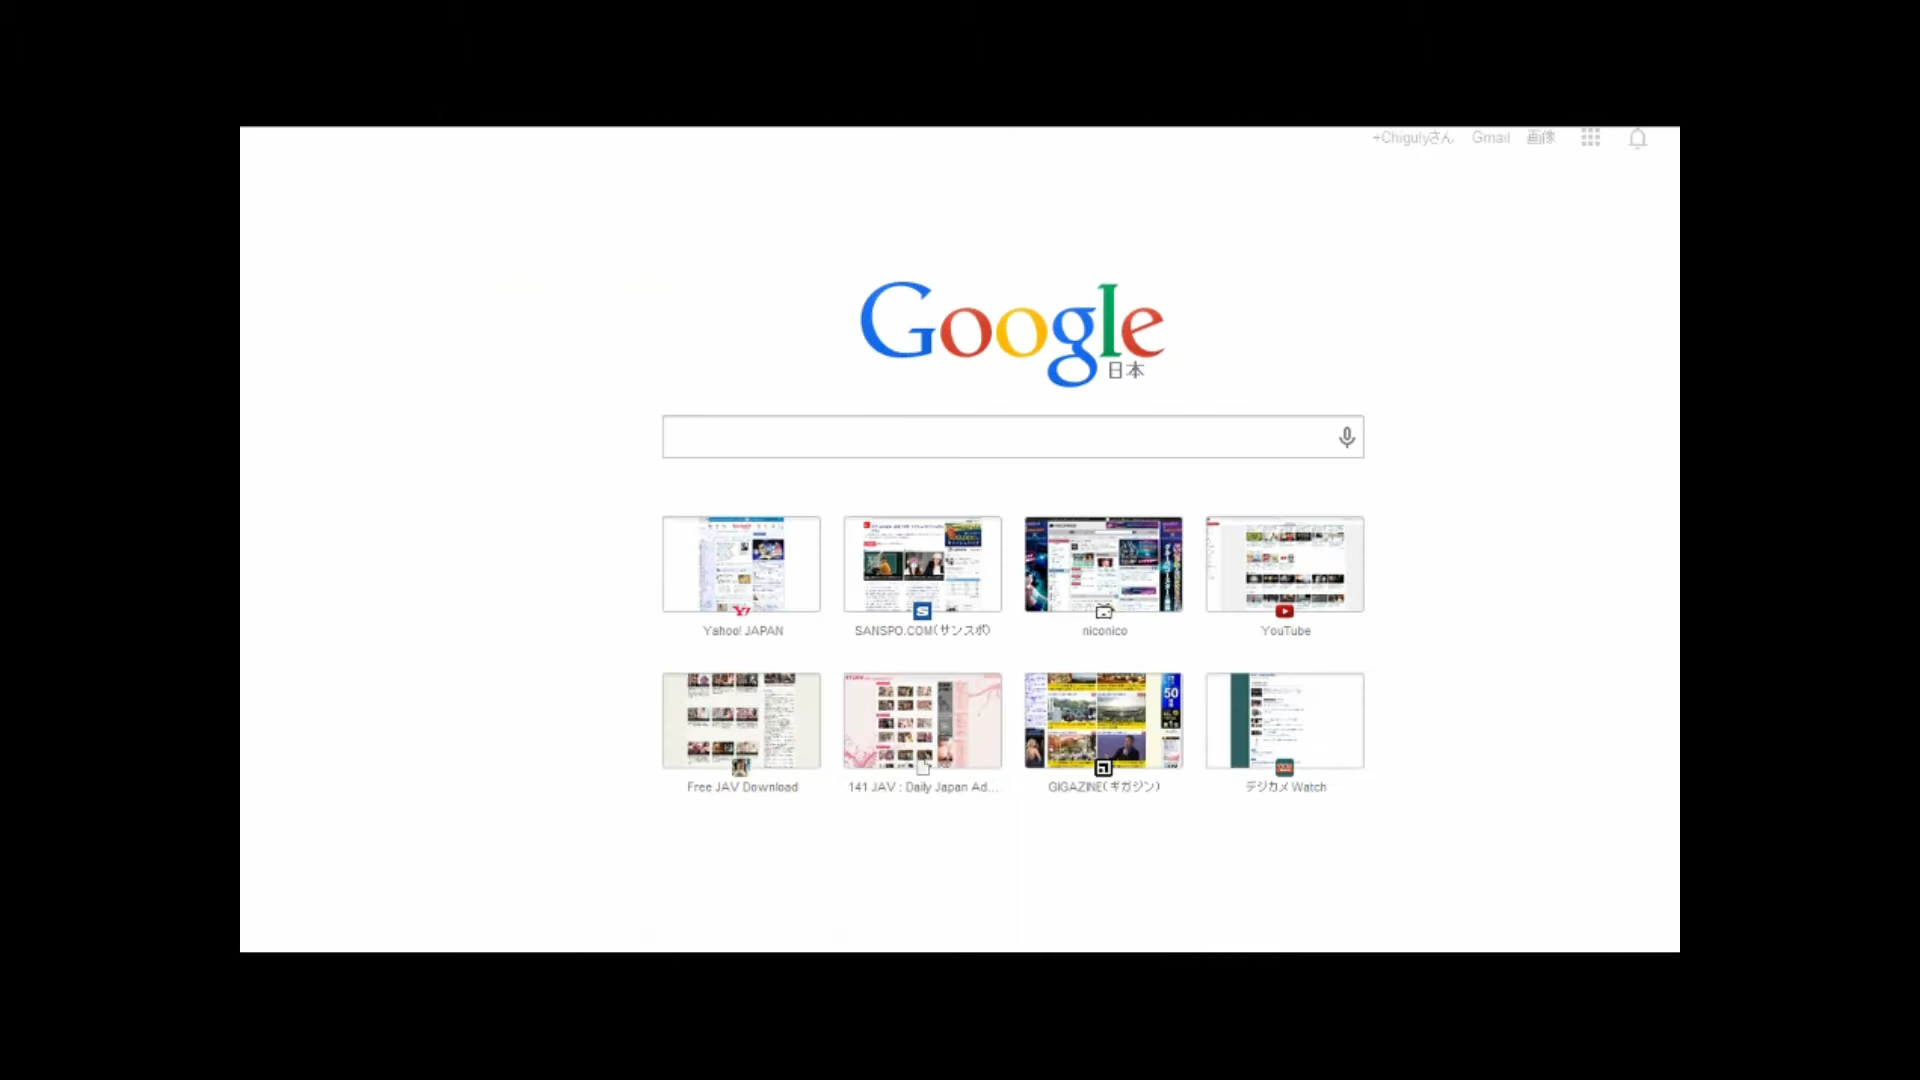 +Chigulyさん Gmail 画像
Google
日本
Yahoo! JAPAN
SANSPO.COM(サンスポ)
niconico
YouTube
Free JAV Download
141 JAV : Daily Japan Ad...
GIGAZINE(ギガジン)
デジカメ Watch